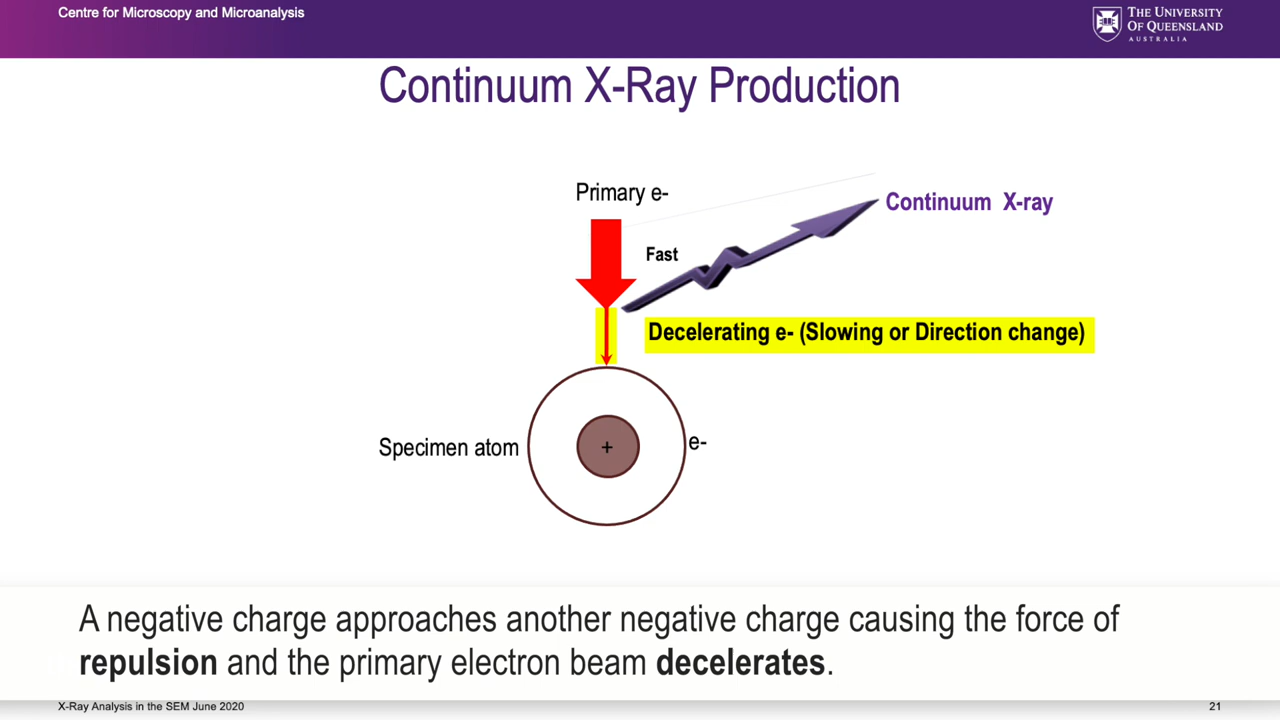 Centre for Microscopy and Microanalysis
THE UNIVERSITY
OF QUEENSLAND
AUSTRALIA
Continuum X-Ray Production
Primary e-
Continuum X-ray
Fast
Decelerating e- (Slowing or Direction change)
Specimen atom
+
e-
A negative charge approaches another negative charge causing the force of
repulsion and the primary electron beam decelerates.
X-Ray Analysis in the SEM June 2020
21